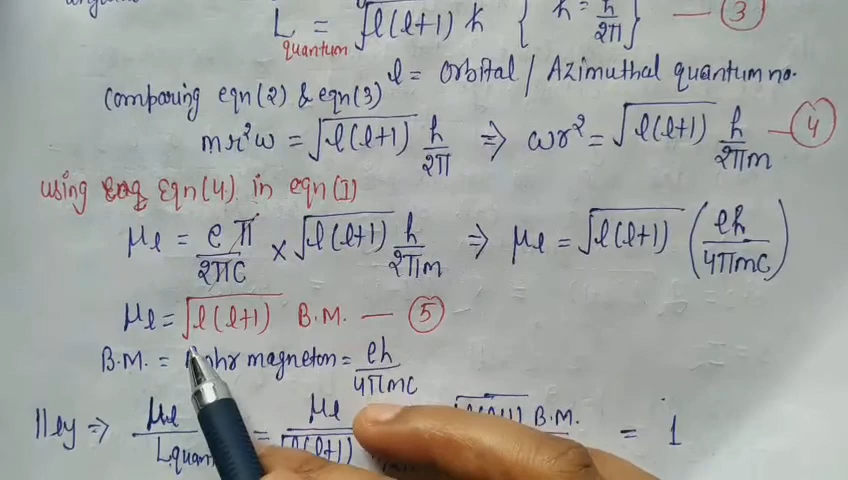 L = √l(l+1) ħ { ħ = h/2π } — ③
quantum
l = Orbital / Azimuthal quantum no.
Comparing eqn(2) & eqn(3)
mr²ω = √l(l+1) h/2π ⇒ ωr² = √l(l+1) h/2πm — ④
using Eqn(4) in eqn(1)
μl = eπ/2πC × √l(l+1) h/2πm ⇒ μl = √l(l+1) (eh/4πmc)
μl = √l(l+1) B.M. — ⑤
B.M. = Bohr magneton = eh/4πmc
lly ⇒ μl/Lquan = μl/√l(l+1) B.M. = 1